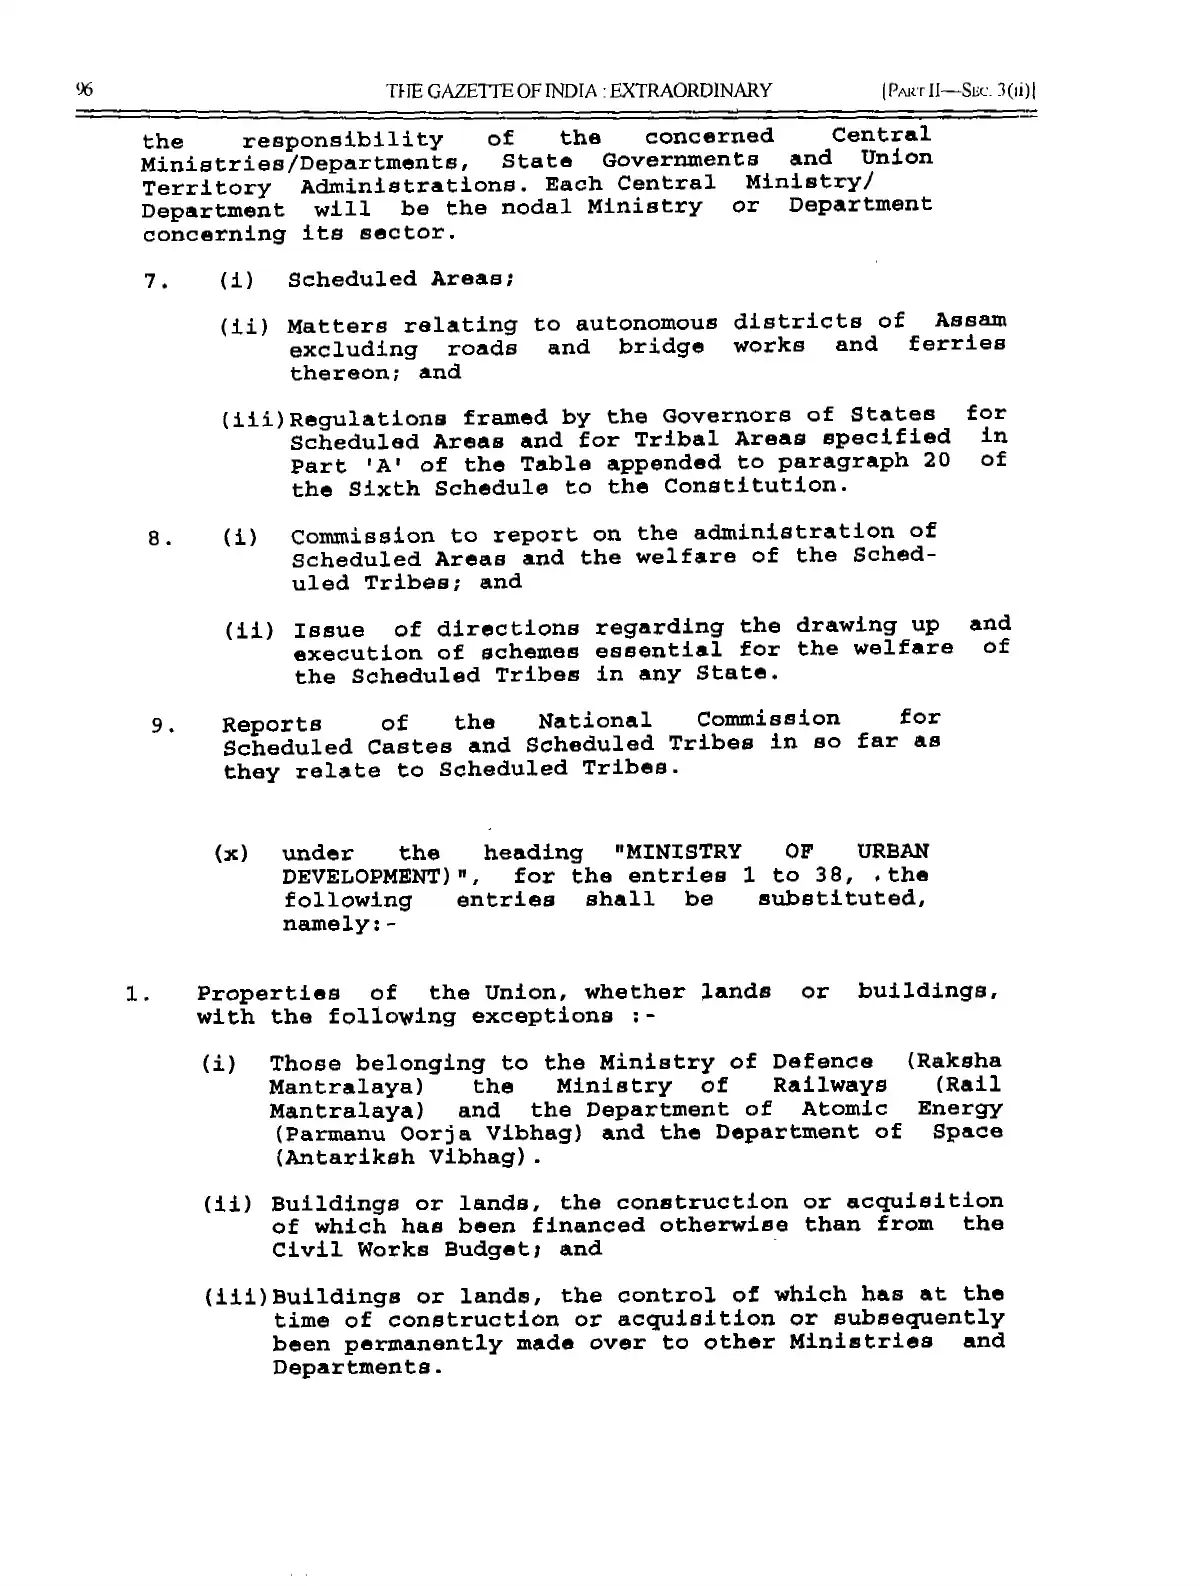 96 THE GAZETTE OF INDIA : EXTRAORDINARY [PART II—SEC. 3(ii)]
the responsibility of the concerned Central
Ministries/Departments, State Governments and Union
Territory Administrations. Each Central Ministry/
Department will be the nodal Ministry or Department
concerning its sector.
7. (i) Scheduled Areas;
(ii) Matters relating to autonomous districts of Assam
excluding roads and bridge works and ferries
thereon; and
(iii)Regulations framed by the Governors of States for
Scheduled Areas and for Tribal Areas specified in
Part 'A' of the Table appended to paragraph 20 of
the Sixth Schedule to the Constitution.
8. (i) Commission to report on the administration of
Scheduled Areas and the welfare of the Sched-
uled Tribes; and
(ii) Issue of directions regarding the drawing up and
execution of schemes essential for the welfare of
the Scheduled Tribes in any State.
9. Reports of the National Commission for
Scheduled Castes and Scheduled Tribes in so far as
they relate to Scheduled Tribes.
(x) under the heading "MINISTRY OF URBAN
DEVELOPMENT)", for the entries 1 to 38, the
following entries shall be substituted,
namely:-
1. Properties of the Union, whether lands or buildings,
with the following exceptions :-
(i) Those belonging to the Ministry of Defence (Raksha
Mantralaya) the Ministry of Railways (Rail
Mantralaya) and the Department of Atomic Energy
(Parmanu Oorja Vibhag) and the Department of Space
(Antariksh Vibhag).
(ii) Buildings or lands, the construction or acquisition
of which has been financed otherwise than from the
Civil Works Budget; and
(iii)Buildings or lands, the control of which has at the
time of construction or acquisition or subsequently
been permanently made over to other Ministries and
Departments.